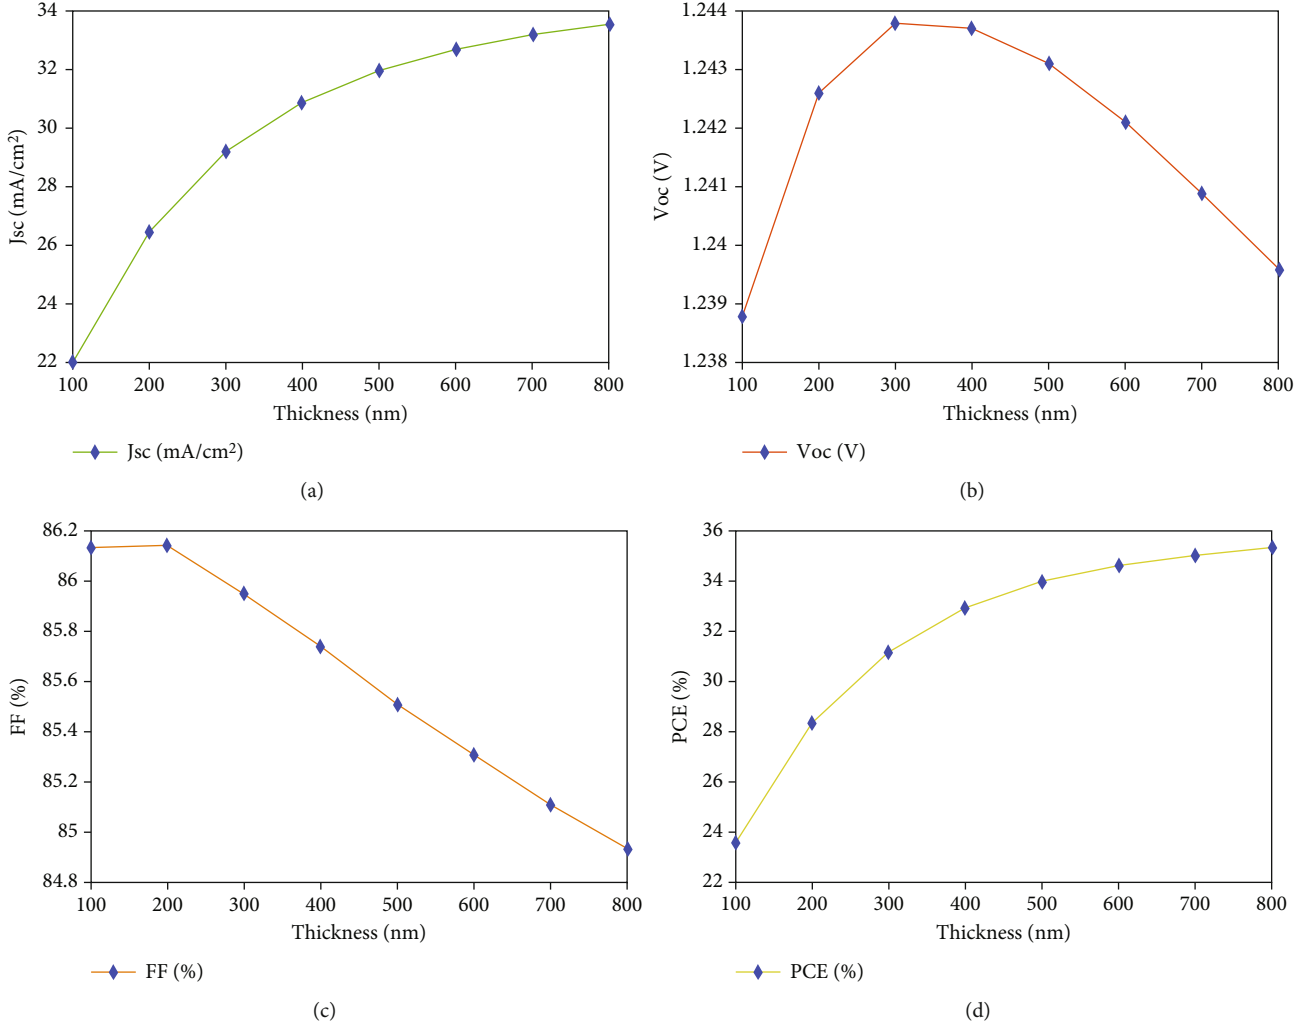 34
32
30
28
26
24
22
Jsc (mA/cm²)
100 200 300 400 500 600 700 800
Thickness (nm)
Jsc (mA/cm²)
(a)
1.244
1.243
1.242
1.241
1.24
1.239
1.238
Voc (V)
100 200 300 400 500 600 700 800
Thickness (nm)
Voc (V)
(b)
86.2
86
85.8
85.6
85.4
85.2
85
84.8
FF (%)
100 200 300 400 500 600 700 800
Thickness (nm)
FF (%)
(c)
36
34
32
30
28
26
24
22
PCE (%)
100 200 300 400 500 600 700 800
Thickness (nm)
PCE (%)
(d)